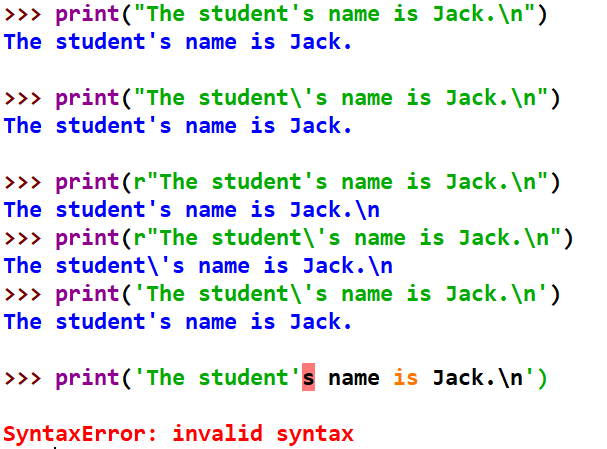 >>> print("The student's name is Jack.\n")
The student's name is Jack.
>>> print("The student\'s name is Jack.\n")
The student's name is Jack.
>>> print(r"The student's name is Jack.\n")
The student's name is Jack.\n
>>> print(r"The student\'s name is Jack.\n")
The student\'s name is Jack.\n
>>> print('The student\'s name is Jack.\n')
The student's name is Jack.
>>> print('The student's name is Jack.\n')
SyntaxError: invalid syntax